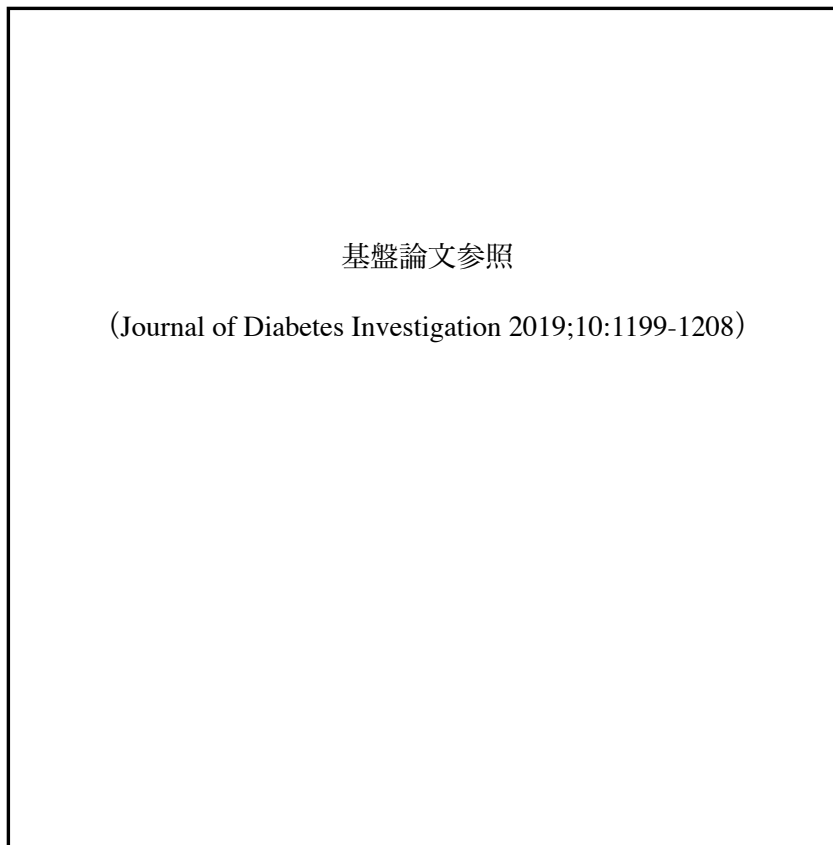 基盤論文参照
（Journal of Diabetes Investigation 2019;10:1199-1208）